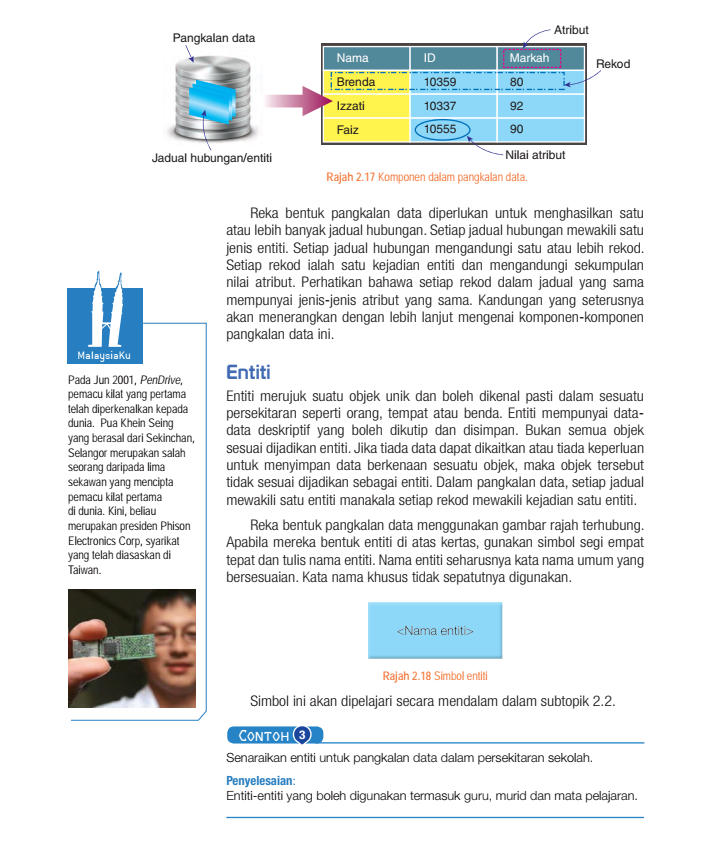 Pangkalan data
Jadual hubungan/entiti
Atribut
Nama ID Markah
Rekod
Brenda 10359 80
Izzati 10337 92
Faiz 10555 90
Nilai atribut
Rajah 2.17 Komponen dalam pangkalan data.
Reka bentuk pangkalan data diperlukan untuk menghasilkan satu
atau lebih banyak jadual hubungan. Setiap jadual hubungan mewakili satu
jenis entiti. Setiap jadual hubungan mengandungi satu atau lebih rekod.
Setiap rekod ialah satu kejadian entiti dan mengandungi sekumpulan
nilai atribut. Perhatikan bahawa setiap rekod dalam jadual yang sama
mempunyai jenis-jenis atribut yang sama. Kandungan yang seterusnya
akan menerangkan dengan lebih lanjut mengenai komponen-komponen
pangkalan data ini.
MalaysiaKu
Pada Jun 2001, PenDrive,
pemacu kilat yang pertama
telah diperkenalkan kepada
dunia. Pua Khein Seing
yang berasal dari Sekinchan,
Selangor merupakan salah
seorang daripada lima
sekawan yang mencipta
pemacu kilat pertama
di dunia. Kini, beliau
merupakan presiden Phison
Electronics Corp, syarikat
yang telah diasaskan di
Taiwan.
Entiti
Entiti merujuk suatu objek unik dan boleh dikenal pasti dalam sesuatu
persekitaran seperti orang, tempat atau benda. Entiti mempunyai data-
data deskriptif yang boleh dikutip dan disimpan. Bukan semua objek
sesuai dijadikan entiti. Jika tiada data dapat dikaitkan atau tiada keperluan
untuk menyimpan data berkenaan sesuatu objek, maka objek tersebut
tidak sesuai dijadikan sebagai entiti. Dalam pangkalan data, setiap jadual
mewakili satu entiti manakala setiap rekod mewakili kejadian satu entiti.
Reka bentuk pangkalan data menggunakan gambar rajah terhubung.
Apabila mereka bentuk entiti di atas kertas, gunakan simbol segi empat
tepat dan tulis nama entiti. Nama entiti seharusnya kata nama umum yang
bersesuaian. Kata nama khusus tidak sepatutnya digunakan.
<Nama entiti>
Rajah 2.18 Simbol entiti
Simbol ini akan dipelajari secara mendalam dalam subtopik 2.2.
CONTOH 3
Senaraikan entiti untuk pangkalan data dalam persekitaran sekolah.
Penyelesaian:
Entiti-entiti yang boleh digunakan termasuk guru, murid dan mata pelajaran.